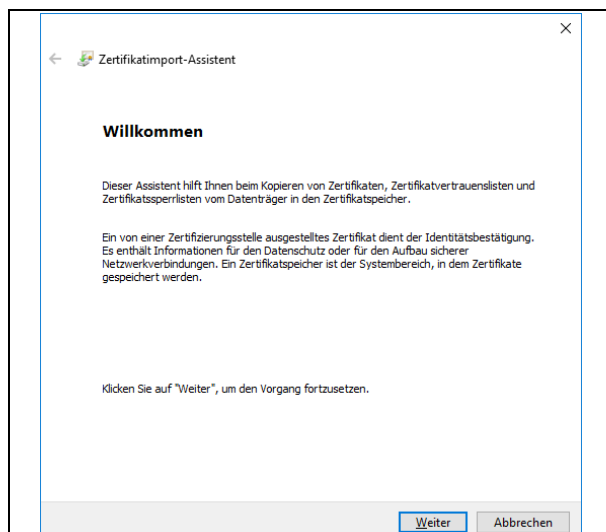 Zertifikatimport-Assistent
Willkommen
Dieser Assistent hilft Ihnen beim Kopieren von Zertifikaten, Zertifikatvertrauenslisten und
Zertifikatssperrlisten vom Datenträger in den Zertifikatspeicher.
Ein von einer Zertifizierungsstelle ausgestelltes Zertifikat dient der Identitätsbestätigung.
Es enthält Informationen für den Datenschutz oder für den Aufbau sicherer
Netzwerkverbindungen. Ein Zertifikatspeicher ist der Systembereich, in dem Zertifikate
gespeichert werden.
Klicken Sie auf "Weiter", um den Vorgang fortzusetzen.
Weiter Abbrechen